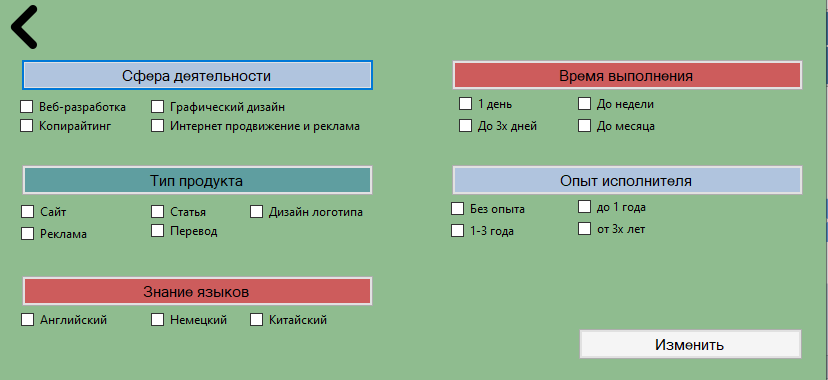 Сфера деятельности
Веб-разработка
Графический дизайн
Копирайтинг
Интернет продвижение и реклама
Время выполнения
1 день
До недели
До 3х дней
До месяца
Тип продукта
Сайт
Статья
Дизайн логотипа
Реклама
Перевод
Опыт исполнителя
Без опыта
до 1 года
1-3 года
от 3х лет
Знание языков
Английский
Немецкий
Китайский
Изменить